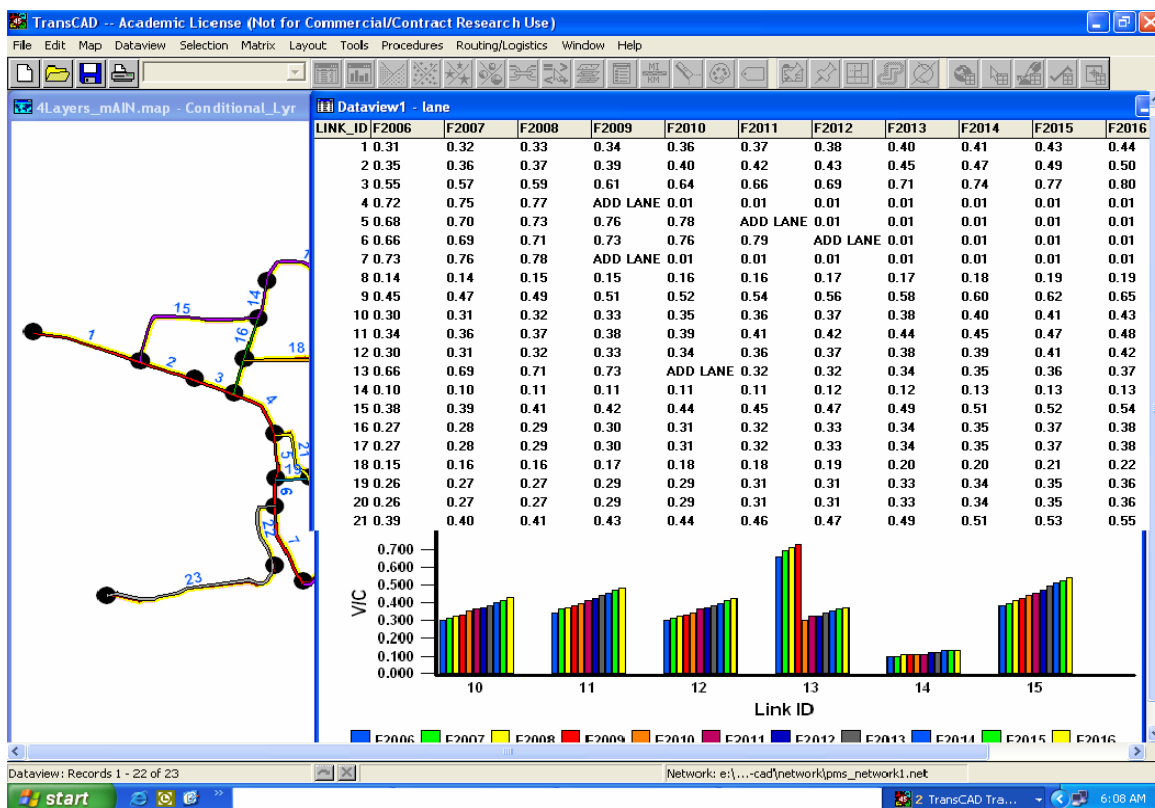 TransCAD -- Academic License (Not for Commercial/Contract Research Use)
File Edit Map Dataview Selection Matrix Layout Tools Procedures Routing/Logistics Window Help
4Layers_mAIN.map - Conditional_Lyr
Dataview1 - lane
LINK_ID F2006 F2007 F2008 F2009 F2010 F2011 F2012 F2013 F2014 F2015 F2016
1 0.31 0.32 0.33 0.34 0.36 0.37 0.38 0.40 0.41 0.43 0.44
2 0.35 0.36 0.37 0.39 0.40 0.42 0.43 0.45 0.47 0.49 0.50
3 0.55 0.57 0.59 0.61 0.64 0.66 0.69 0.71 0.74 0.77 0.80
4 0.72 0.75 0.77 ADD LANE 0.01 0.01 0.01 0.01 0.01 0.01 0.01
5 0.68 0.70 0.73 0.76 0.78 ADD LANE 0.01 0.01 0.01 0.01 0.01
6 0.66 0.69 0.71 0.73 0.76 0.79 ADD LANE 0.01 0.01 0.01 0.01
7 0.73 0.76 0.78 ADD LANE 0.01 0.01 0.01 0.01 0.01 0.01 0.01
8 0.14 0.14 0.15 0.15 0.16 0.16 0.17 0.17 0.18 0.19 0.19
9 0.45 0.47 0.49 0.51 0.52 0.54 0.56 0.58 0.60 0.62 0.65
10 0.30 0.31 0.32 0.33 0.35 0.36 0.37 0.38 0.40 0.41 0.43
11 0.34 0.36 0.37 0.38 0.39 0.41 0.42 0.44 0.45 0.47 0.48
12 0.30 0.31 0.32 0.33 0.34 0.36 0.37 0.38 0.39 0.41 0.42
13 0.66 0.69 0.71 0.73 ADD LANE 0.32 0.32 0.34 0.35 0.36 0.37
14 0.10 0.10 0.11 0.11 0.11 0.11 0.12 0.12 0.13 0.13 0.13
15 0.38 0.39 0.41 0.42 0.44 0.45 0.47 0.49 0.51 0.52 0.54
16 0.27 0.28 0.29 0.30 0.31 0.32 0.33 0.34 0.35 0.37 0.38
17 0.27 0.28 0.29 0.30 0.31 0.32 0.33 0.34 0.35 0.37 0.38
18 0.15 0.16 0.16 0.17 0.18 0.18 0.19 0.20 0.20 0.21 0.22
19 0.26 0.27 0.27 0.29 0.29 0.31 0.31 0.33 0.34 0.35 0.36
20 0.26 0.27 0.27 0.29 0.29 0.31 0.31 0.33 0.34 0.35 0.36
21 0.39 0.40 0.41 0.43 0.44 0.46 0.47 0.49 0.51 0.53 0.55
15
14
1
16
18
2
3
4
21
5
6
22
7
23
0.700
0.600
0.500
0.400
0.300
0.200
0.100
0.000
V/C
10 11 12 13 14 15
Link ID
F2006 F2007 F2008 F2009 F2010 F2011 F2012 F2013 F2014 F2015 F2016
Dataview: Records 1 - 22 of 23
Network: e:\...-cad\network\pms_network1.net
start
2 TransCAD Tra...
6:08 AM